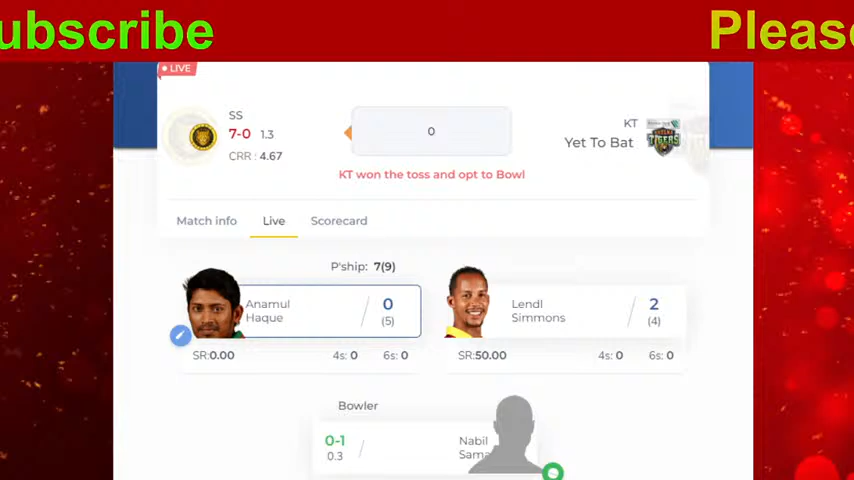 ubscribe
Please
LIVE
SS
7-0 1.3
CRR : 4.67
0
KT
Yet To Bat
KT won the toss and opt to Bowl
Match info
Live
Scorecard
P'ship: 7(9)
Anamul
Haque
0
(5)
SR:0.00
4s: 0
6s: 0
Lendl
Simmons
2
(4)
SR:50.00
4s: 0
6s: 0
Bowler
0-1
0.3
Nabil
Sama
TIGERS